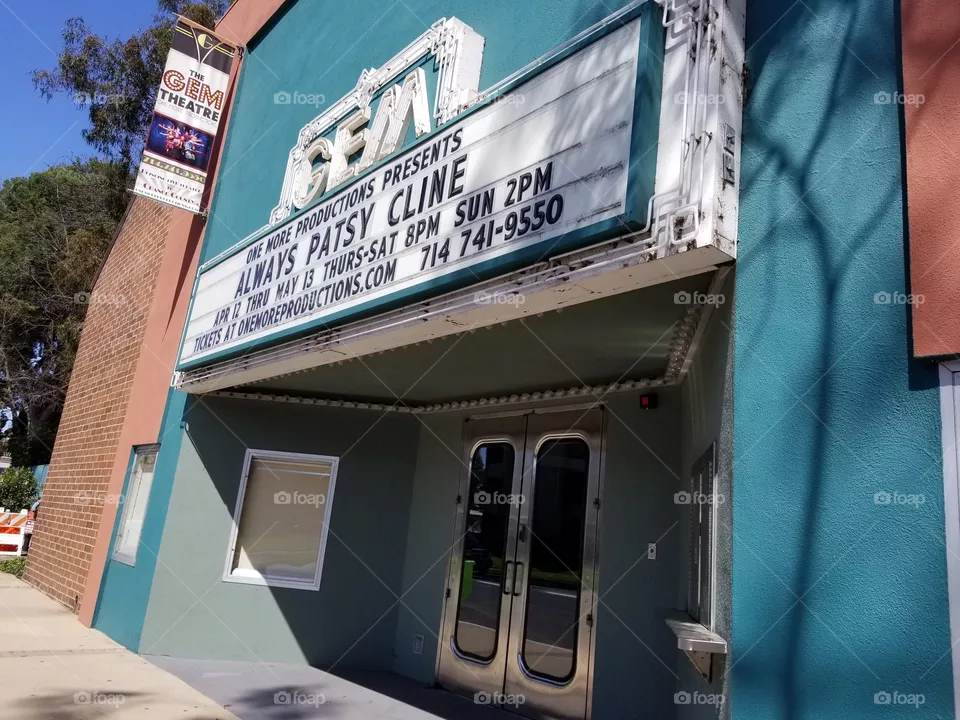 THE
GEM
THEATRE
GEM
ONE MORE PRODUCTIONS PRESENTS
ALWAYS PATSY CLINE
APR 12 THRU MAY 13 THURS-SAT 8PM SUN 2PM
TICKETS AT ONEMOREPRODUCTIONS.COM 714 741-9550